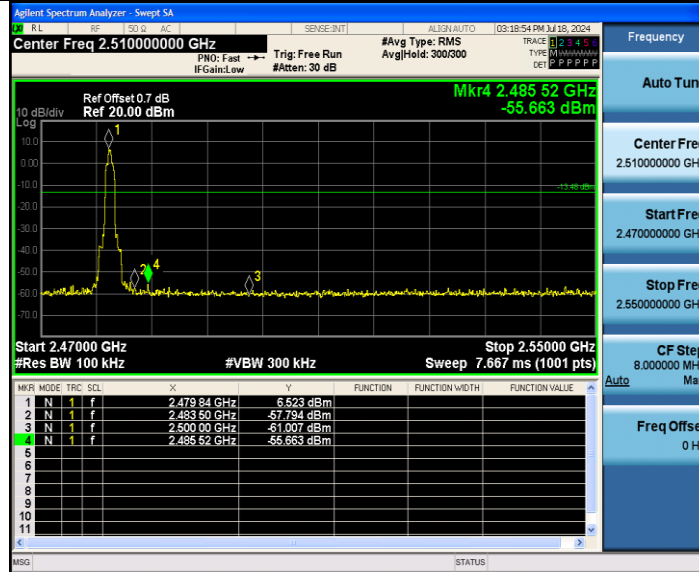 Agilent Spectrum Analyzer - Swept SA
RL RF 50 Ω AC SENSE:INT ALIGN AUTO 03:18:54 PM Jul 18, 2024
Center Freq 2.510000000 GHz
PNO: Fast
IFGain:Low
Trig: Free Run
#Atten: 30 dB
#Avg Type: RMS
Avg|Hold: 300/300
TRACE 1 2 3 4 5 6
TYPE M
DET P P P P P P
Frequency
Ref Offset 0.7 dB
10 dB/div Ref 20.00 dBm
Log
Mkr4 2.485 52 GHz
-55.663 dBm
10.0
0.00
-10.0
-20.0
-30.0
-40.0
-50.0
-60.0
-70.0
-13.48 dBm
1
2
4
3
Start 2.47000 GHz Stop 2.55000 GHz
#Res BW 100 kHz #VBW 300 kHz Sweep 7.667 ms (1001 pts)
MKR MODE TRC SCL X Y FUNCTION FUNCTION WIDTH FUNCTION VALUE
1 N 1 f 2.479 84 GHz 6.523 dBm
2 N 1 f 2.483 50 GHz -57.794 dBm
3 N 1 f 2.500 00 GHz -61.007 dBm
4 N 1 f 2.485 52 GHz -55.663 dBm
5
6
7
8
9
10
11
MSG STATUS
Auto Tun
Center Fre
2.510000000 GH
Start Fre
2.470000000 GH
Stop Fre
2.550000000 GH
CF Ste
8.000000 MH
Auto Ma
Freq Offse
0 H